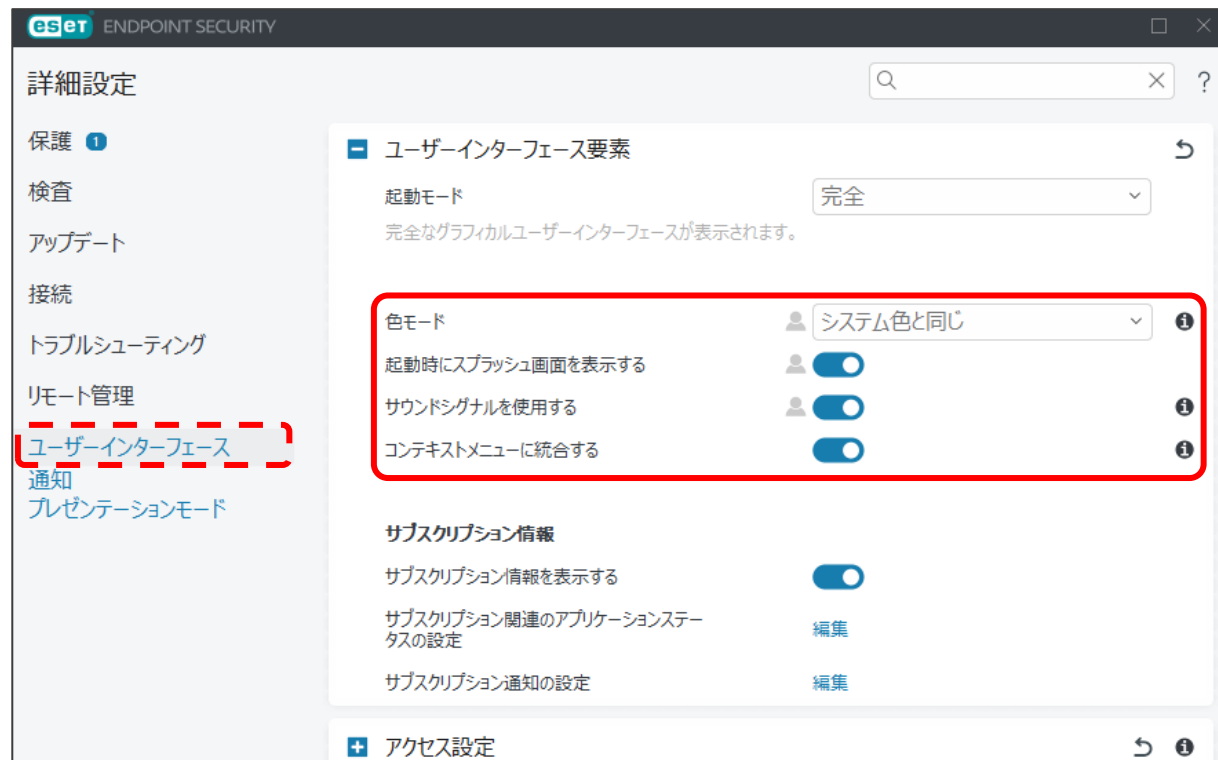 eset ENDPOINT SECURITY
詳細設定
?
保護 1
検査
アップデート
接続
トラブルシューティング
リモート管理
ユーザーインターフェース
通知
プレゼンテーションモード
ユーザーインターフェース要素
起動モード
完全
完全なグラフィカルユーザーインターフェースが表示されます。
色モード
システム色と同じ
起動時にスプラッシュ画面を表示する
サウンドシグナルを使用する
コンテキストメニューに統合する
サブスクリプション情報
サブスクリプション情報を表示する
サブスクリプション関連のアプリケーションステー
タスの設定
編集
サブスクリプション通知の設定
編集
アクセス設定